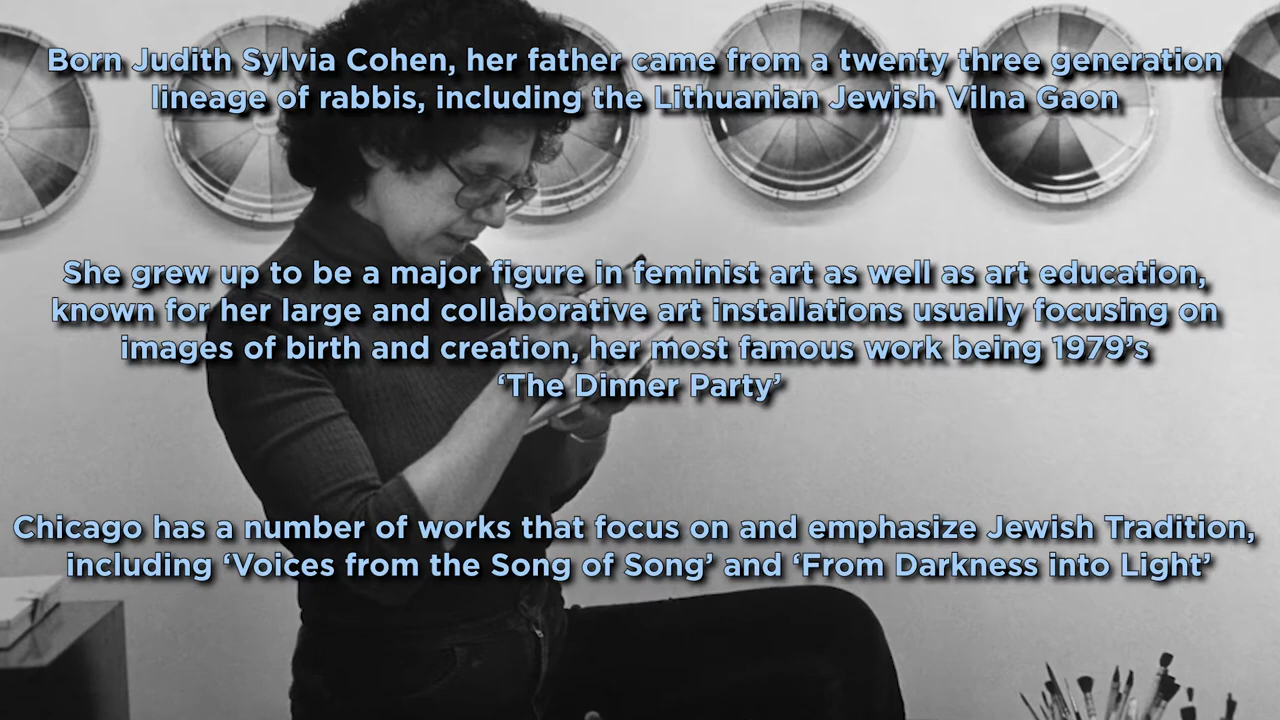 Born Judith Sylvia Cohen, her father came from a twenty three generation
lineage of rabbis, including the Lithuanian Jewish Vilna Gaon
She grew up to be a major figure in feminist art as well as art education,
known for her large and collaborative art installations usually focusing on
images of birth and creation, her most famous work being 1979’s
‘The Dinner Party’
Chicago has a number of works that focus on and emphasize Jewish Tradition,
including ‘Voices from the Song of Song’ and ‘From Darkness into Light’